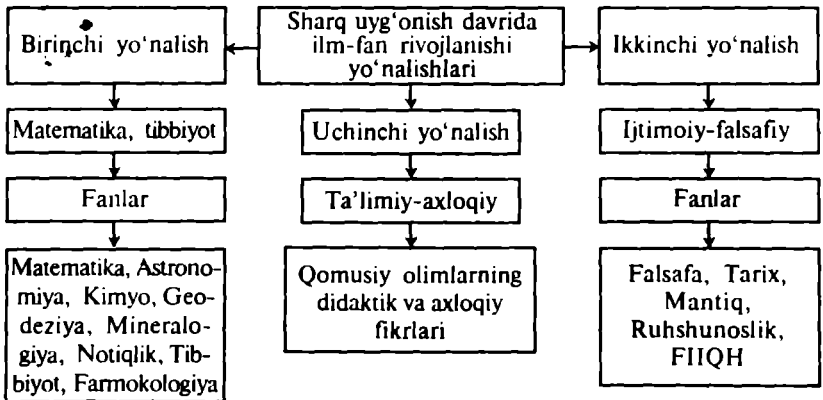 Sharq uyg‘onish davrida
ilm-fan rivojlanishi
yo‘nalishlari
Birinchi yo‘nalish
Matematika, tibbiyot
Fanlar
Matematika, Astrono-
miya, Kimyo, Geo-
deziya, Mineralo-
giya, Notiqlik, Tib-
biyot, Farmokologiya
Uchinchi yo‘nalish
Ta’limiy-axloqiy
Qomusiy olimlarning
didaktik va axloqiy
fikrlari
Ikkinchi yo‘nalish
Ijtimoiy-falsafiy
Fanlar
Falsafa, Tarix,
Mantiq,
Ruhshunoslik,
FIIQH